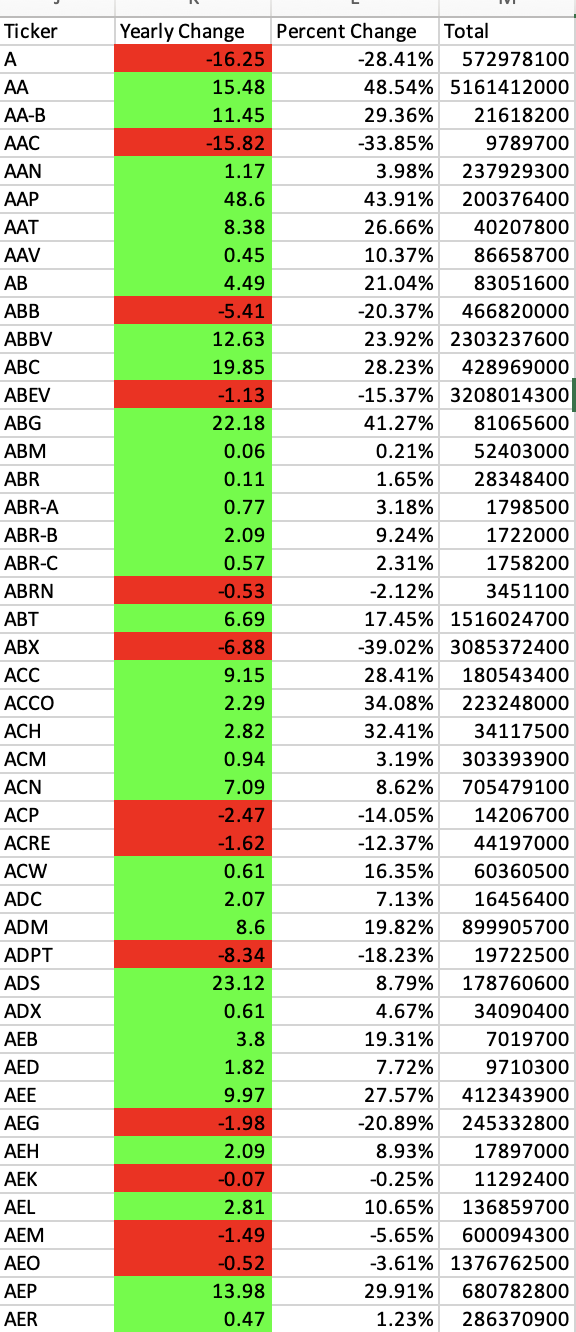 Ticker Yearly Change Percent Change Total
A -16.25 -28.41% 572978100
AA 15.48 48.54% 5161412000
AA-B 11.45 29.36% 21618200
AAC -15.82 -33.85% 9789700
AAN 1.17 3.98% 237929300
AAP 48.6 43.91% 200376400
AAT 8.38 26.66% 40207800
AAV 0.45 10.37% 86658700
AB 4.49 21.04% 83051600
ABB -5.41 -20.37% 466820000
ABBV 12.63 23.92% 2303237600
ABC 19.85 28.23% 428969000
ABEV -1.13 -15.37% 3208014300
ABG 22.18 41.27% 81065600
ABM 0.06 0.21% 52403000
ABR 0.11 1.65% 28348400
ABR-A 0.77 3.18% 1798500
ABR-B 2.09 9.24% 1722000
ABR-C 0.57 2.31% 1758200
ABRN -0.53 -2.12% 3451100
ABT 6.69 17.45% 1516024700
ABX -6.88 -39.02% 3085372400
ACC 9.15 28.41% 180543400
ACCO 2.29 34.08% 223248000
ACH 2.82 32.41% 34117500
ACM 0.94 3.19% 303393900
ACN 7.09 8.62% 705479100
ACP -2.47 -14.05% 14206700
ACRE -1.62 -12.37% 44197000
ACW 0.61 16.35% 60360500
ADC 2.07 7.13% 16456400
ADM 8.6 19.82% 899905700
ADPT -8.34 -18.23% 19722500
ADS 23.12 8.79% 178760600
ADX 0.61 4.67% 34090400
AEB 3.8 19.31% 7019700
AED 1.82 7.72% 9710300
AEE 9.97 27.57% 412343900
AEG -1.98 -20.89% 245332800
AEH 2.09 8.93% 17897000
AEK -0.07 -0.25% 11292400
AEL 2.81 10.65% 136859700
AEM -1.49 -5.65% 600094300
AEO -0.52 -3.61% 1376762500
AEP 13.98 29.91% 680782800
AER 0.47 1.23% 286370900